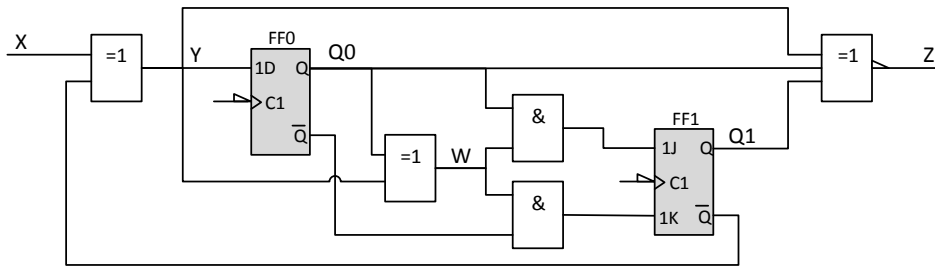 X
=1
Y
FF0
1D
Q
C1
Q
Q0
=1
W
&
&
FF1
1J
Q
C1
1K
Q
Q1
=1
Z